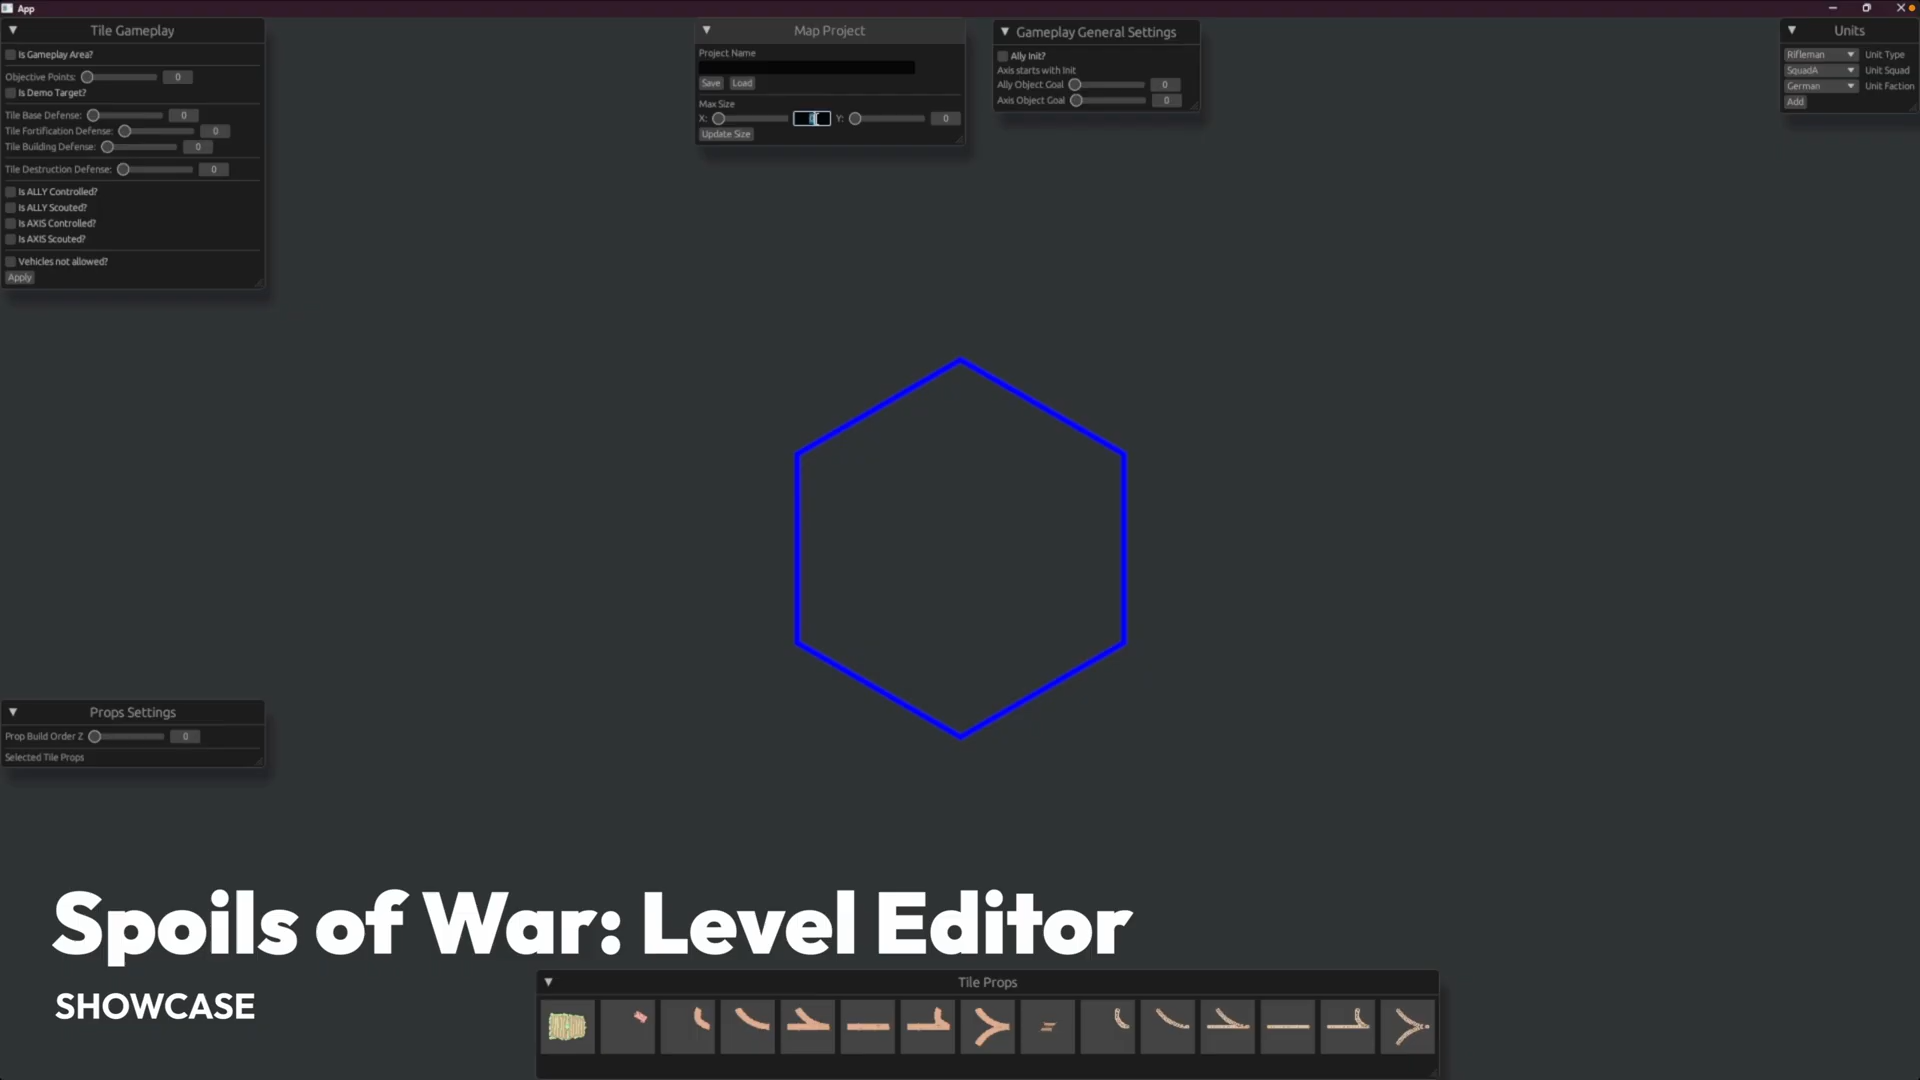 App
Tile Gameplay
Is Gameplay Area?
Objective Points: 0
Is Demo Target?
Tile Base Defense: 0
Tile Fortification Defense: 0
Tile Building Defense: 0
Tile Destruction Defense: 0
Is ALLY Controlled?
Is ALLY Scouted?
Is AXIS Controlled?
Is AXIS Scouted?
Vehicles not allowed?
Apply
Map Project
Project Name
Save Load
Max Size
X: 0 Y: 0
Update Size
Gameplay General Settings
Ally Init?
Axis starts with Init
Ally Object Goal 0
Axis Object Goal 0
Units
Rifleman Unit Type
SquadA Unit Squad
German Unit Faction
Add
Props Settings
Prop Build Order Z 0
Selected Tile Props
Spoils of War: Level Editor
SHOWCASE
Tile Props